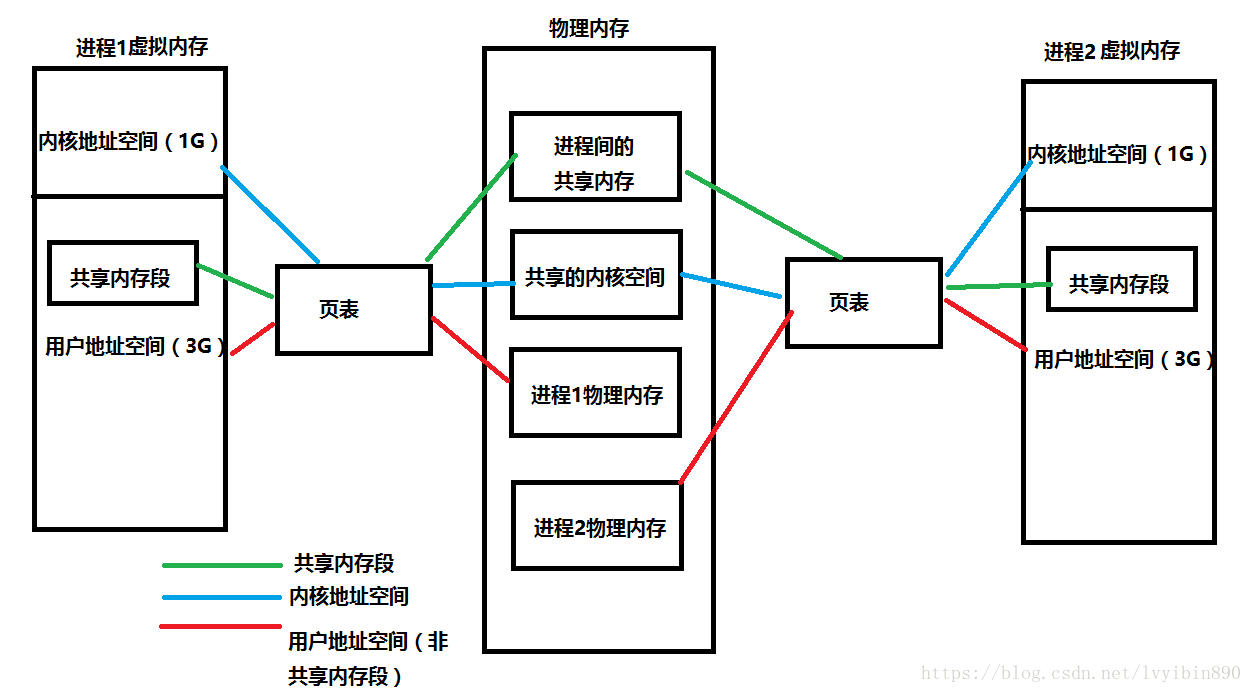 进程1虚拟内存
物理内存
进程2 虚拟内存
内核地址空间（1G）
共享内存段
用户地址空间（3G）
页表
进程间的
共享内存
共享的内核空间
进程1物理内存
进程2物理内存
页表
内核地址空间（1G）
共享内存段
用户地址空间（3G）
共享内存段
内核地址空间
用户地址空间（非
共享内存段）
https://blog.csdn.net/lvyibin890